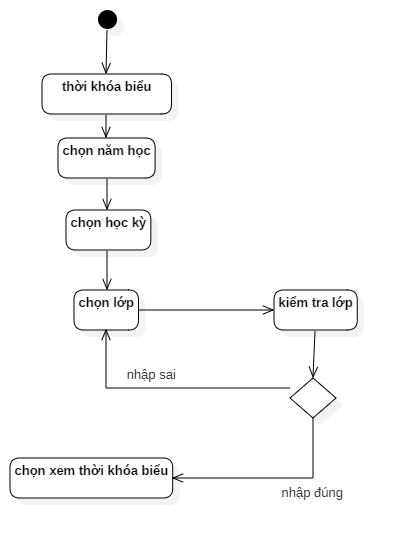 thời khóa biểu
chọn năm học
chọn học kỳ
chọn lớp
kiểm tra lớp
nhập sai
chọn xem thời khóa biểu
nhập đúng